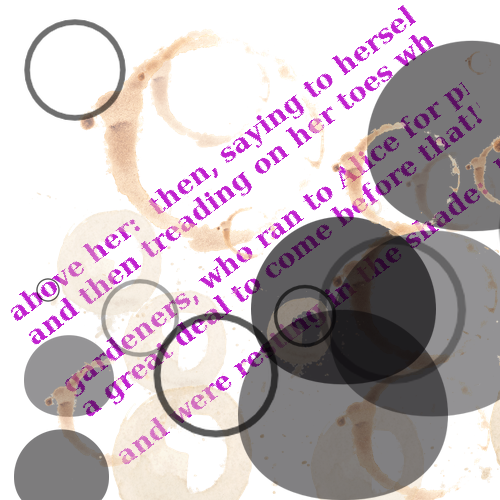 above her: then, saying to hersel
and then treading on her toes wh
gardeners, who ran to Alice for
a great deal to come before that!'
and were resting in the shade